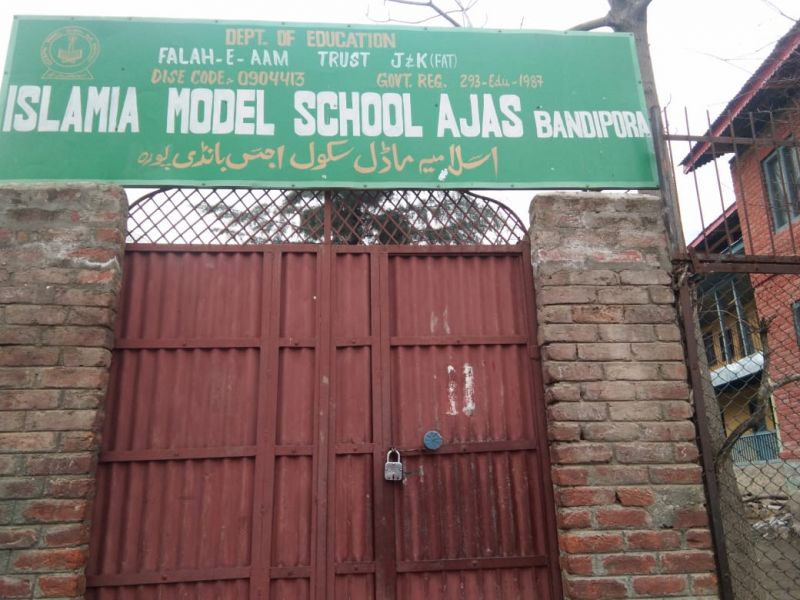 DEPT. OF EDUCATION
FALAH-E-AAM TRUST J&K(FAT)
DISE CODE:- 0904413 GOVT. REG. 293-Edu-1987
ISLAMIA MODEL SCHOOL AJAS BANDIPORA
اسلامیہ ماڈل سکول اجس بانڈی پورہ